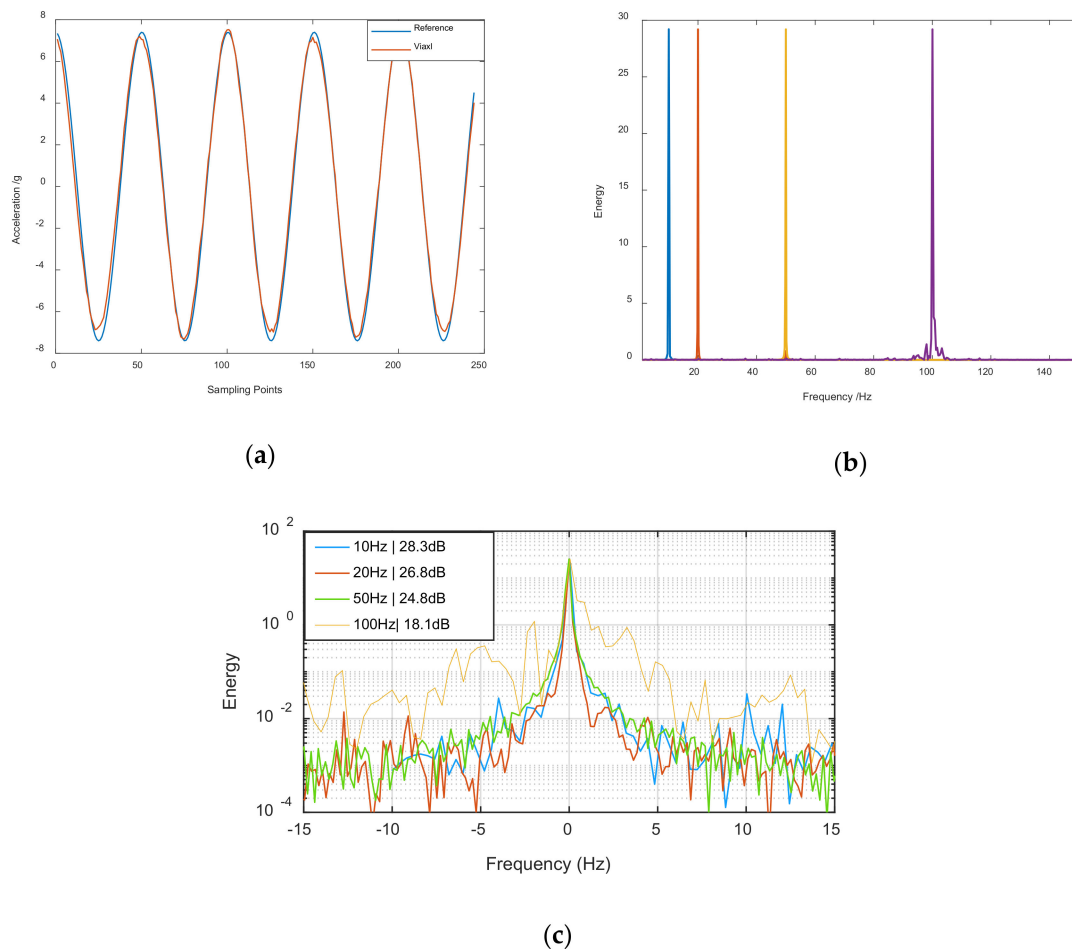 8
6
4
2
0
-2
-4
-6
-8
Acceleration /g
Reference
Viaxl
0 50 100 150 200 250
Sampling Points
(a)
30
25
20
15
10
5
0
Energy
20 40 60 80 100 120 140
Frequency /Hz
(b)
10 2
10 0
10 -2
10 -4
Energy
10Hz | 28.3dB
20Hz | 26.8dB
50Hz | 24.8dB
100Hz| 18.1dB
-15 -10 -5 0 5 10 15
Frequency (Hz)
(c)